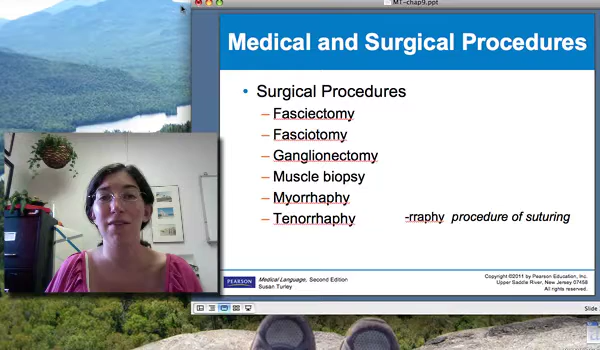 MT-chap9.ppt
Medical and Surgical Procedures
• Surgical Procedures
– Fasciectomy
– Fasciotomy
– Ganglionectomy
– Muscle biopsy
– Myorrhaphy
– Tenorrhaphy
-rraphy procedure of suturing
PEARSON
Medical Language, Second Edition
Susan Turley
Copyright ©2011 by Pearson Education, Inc.
Upper Saddle River, New Jersey 07458
All rights reserved.
Slide